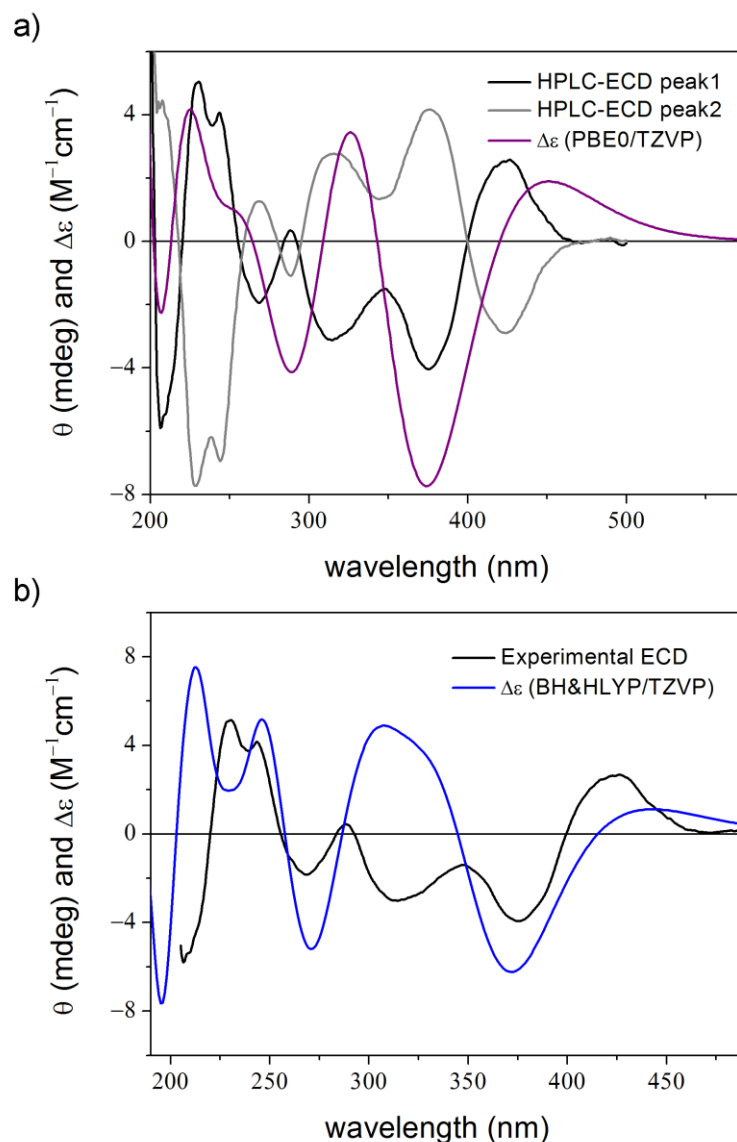 a)
HPLC-ECD peak1
HPLC-ECD peak2
Δε (PBE0/TZVP)
θ (mdeg) and Δε (M⁻¹cm⁻¹)
4
0
−4
−8
200 300 400 500
wavelength (nm)
b)
Experimental ECD
Δε (BH&HLYP/TZVP)
θ (mdeg) and Δε (M⁻¹cm⁻¹)
8
4
0
−4
−8
200 250 300 350 400 450
wavelength (nm)